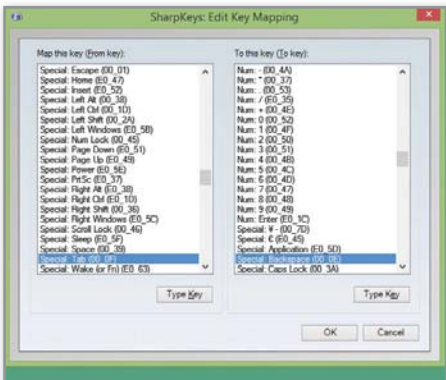 SharpKeys: Edit Key Mapping
Map this key (From key):
Special: Escape (00_01)
Special: Home (E0_47)
Special: Insert (E0_52)
Special: Left Alt (00_38)
Special: Left Ctrl (00_1D)
Special: Left Shift (00_2A)
Special: Left Windows (E0_5B)
Special: Num Lock (00_45)
Special: Page Down (E0_51)
Special: Page Up (E0_49)
Special: Power (E0_5E)
Special: PrtSc (E0_37)
Special: Right Alt (E0_38)
Special: Right Ctrl (E0_1D)
Special: Right Shift (00_36)
Special: Right Windows (E0_5C)
Special: Scroll Lock (00_46)
Special: Sleep (E0_5F)
Special: Space (00_39)
Special: Tab (00_0F)
Special: Wake (or Fn) (E0_63)
Type Key
To this key (To key):
Num: - (00_4A)
Num: * (00_37)
Num: . (00_53)
Num: / (E0_35)
Num: + (00_4E)
Num: 0 (00_52)
Num: 1 (00_4F)
Num: 2 (00_50)
Num: 3 (00_51)
Num: 4 (00_4B)
Num: 5 (00_4C)
Num: 6 (00_4D)
Num: 7 (00_47)
Num: 8 (00_48)
Num: 9 (00_49)
Num: Enter (E0_1C)
Special: ¥ - (00_7D)
Special: € (E0_45)
Special: Application (E0_5D)
Special: Backspace (00_0E)
Special: Caps Lock (00_3A)
Type Key
OK
Cancel